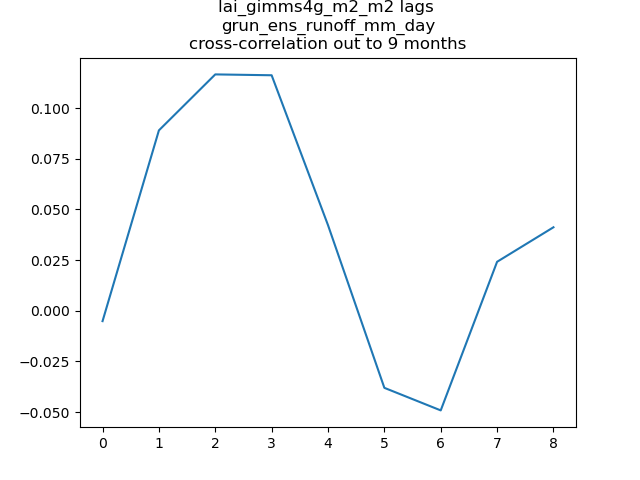 lai_gimms4g_m2_m2 lags
grun_ens_runoff_mm_day
cross-correlation out to 9 months
0.100
0.075
0.050
0.025
0.000
−0.025
−0.050
0 1 2 3 4 5 6 7 8